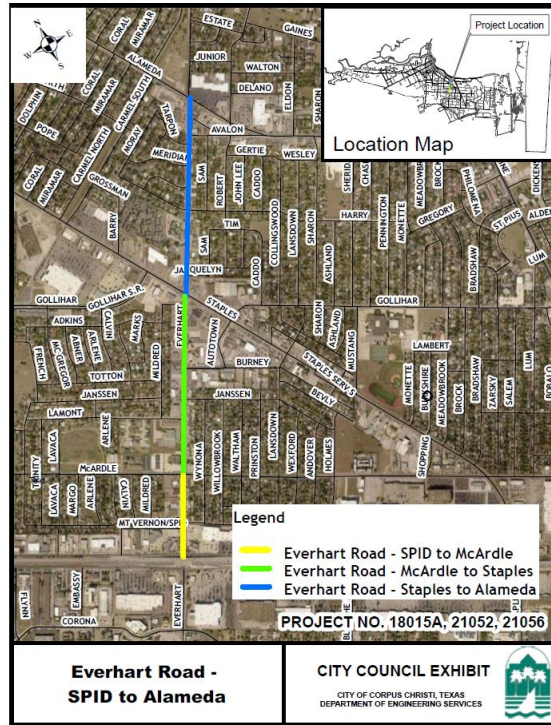 N
E
S
W
Project Location
Location Map
ESTATE
GAINES
CORAL
MIRAMAR
ALAMEDA
JUNIOR
WALTON
DELANO
ELDON
SHARON
CORAL
MIRAMAR
CARMEL SOUTH
TARPON
DOLPHIN
POPE
CARMEL NORTH
MORAY
AVALON
MERIDIAN
GERTIE
WESLEY
CORAL
MIRAMAR
GROSSMAN
SAM
ROBERT
JOHN LEE
CADDO
BARRY
TIM
COLLINGSWOOD
LANSDOWN
SHARON
HARRY
PENNINGTON
MONETTE
GREGORY
PHILOMENA
ST.PIUS
LUM
SAM
CADDO
ASHLAND
BRADSHAW
GOLLIHAR
GOLLIHAR S.R.
STAPLES
GOLLIHAR
ADKINS
CALVIN
MARKS
EVERHART
AUTOTOWN
SHARON
ASHLAND
MUSTANG
LAMBERT
FRENCH
MCGREGOR
ABNER
ARLENE
TOTTON
MILDRED
BURNEY
STAPLES SERV S
BEVLY
MONETTE
MEADOWBROOK
BROCK
BRADSHAW
ZARSKY
SALEM
LUM
JANSSEN
JANSSEN
LAMONT
LAVACA
ARLENE
WYNONA
WILLOWBROOK
WALTHAM
PRINSTON
LANSDOWN
WEXFORD
ANDOVER
HOLMES
SHOPPING
McARDLE
LAVACA
MARGO
ARLENE
CALVIN
MILDRED
MT VERNON/SPID
FLYNN
EMBASSY
EVERHART
CORONA
Legend
Everhart Road - SPID to McArdle
Everhart Road - McArdle to Staples
Everhart Road - Staples to Alameda
PROJECT NO. 18015A, 21052, 21056
Everhart Road -
SPID to Alameda
CITY COUNCIL EXHIBIT
CITY OF CORPUS CHRISTI, TEXAS
DEPARTMENT OF ENGINEERING SERVICES